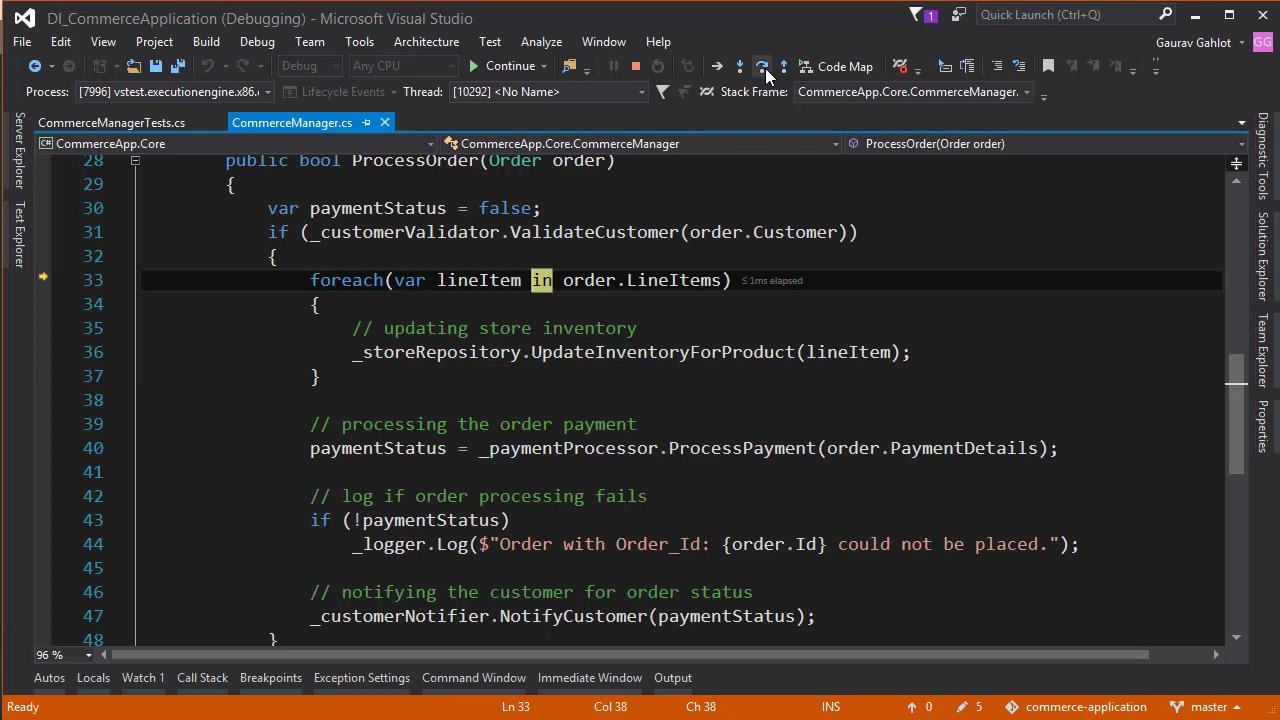 DI_CommerceApplication (Debugging) - Microsoft Visual Studio
1
Quick Launch (Ctrl+Q)
File Edit View Project Build Debug Team Tools Architecture Test Analyze Window Help
Gaurav Gahlot
GG
Debug Any CPU Continue Code Map
Process: [7996] vstest.executionengine.x86.c Lifecycle Events Thread: [10292] <No Name> Stack Frame: CommerceApp.Core.CommerceManager.
CommerceManagerTests.cs CommerceManager.cs
CommerceApp.Core CommerceApp.Core.CommerceManager ProcessOrder(Order order)
Server Explorer
Test Explorer
28 public bool ProcessOrder(Order order)
29 {
30 var paymentStatus = false;
31 if (_customerValidator.ValidateCustomer(order.Customer))
32 {
33 foreach(var lineItem in order.LineItems) ≤ 1ms elapsed
34 {
35 // updating store inventory
36 _storeRepository.UpdateInventoryForProduct(lineItem);
37 }
38
39 // processing the order payment
40 paymentStatus = _paymentProcessor.ProcessPayment(order.PaymentDetails);
41
42 // log if order processing fails
43 if (!paymentStatus)
44 _logger.Log($"Order with Order_Id: {order.Id} could not be placed.");
45
46 // notifying the customer for order status
47 _customerNotifier.NotifyCustomer(paymentStatus);
48 }
Diagnostic Tools
Solution Explorer
Team Explorer
Properties
96 %
Autos Locals Watch 1 Call Stack Breakpoints Exception Settings Command Window Immediate Window Output
Ready Ln 33 Col 38 Ch 38 INS 0 5 commerce-application master